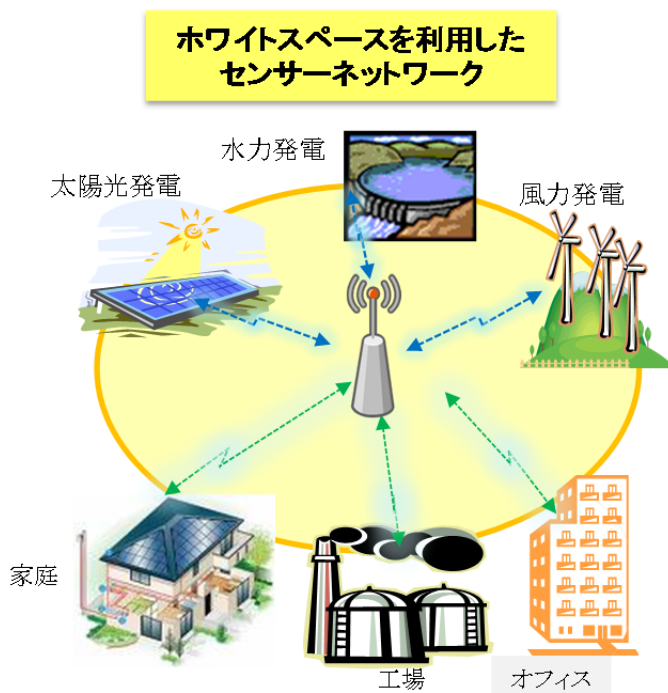 ホワイトスペースを利用した
センサーネットワーク
水力発電
太陽光発電
風力発電
家庭
工場
オフィス